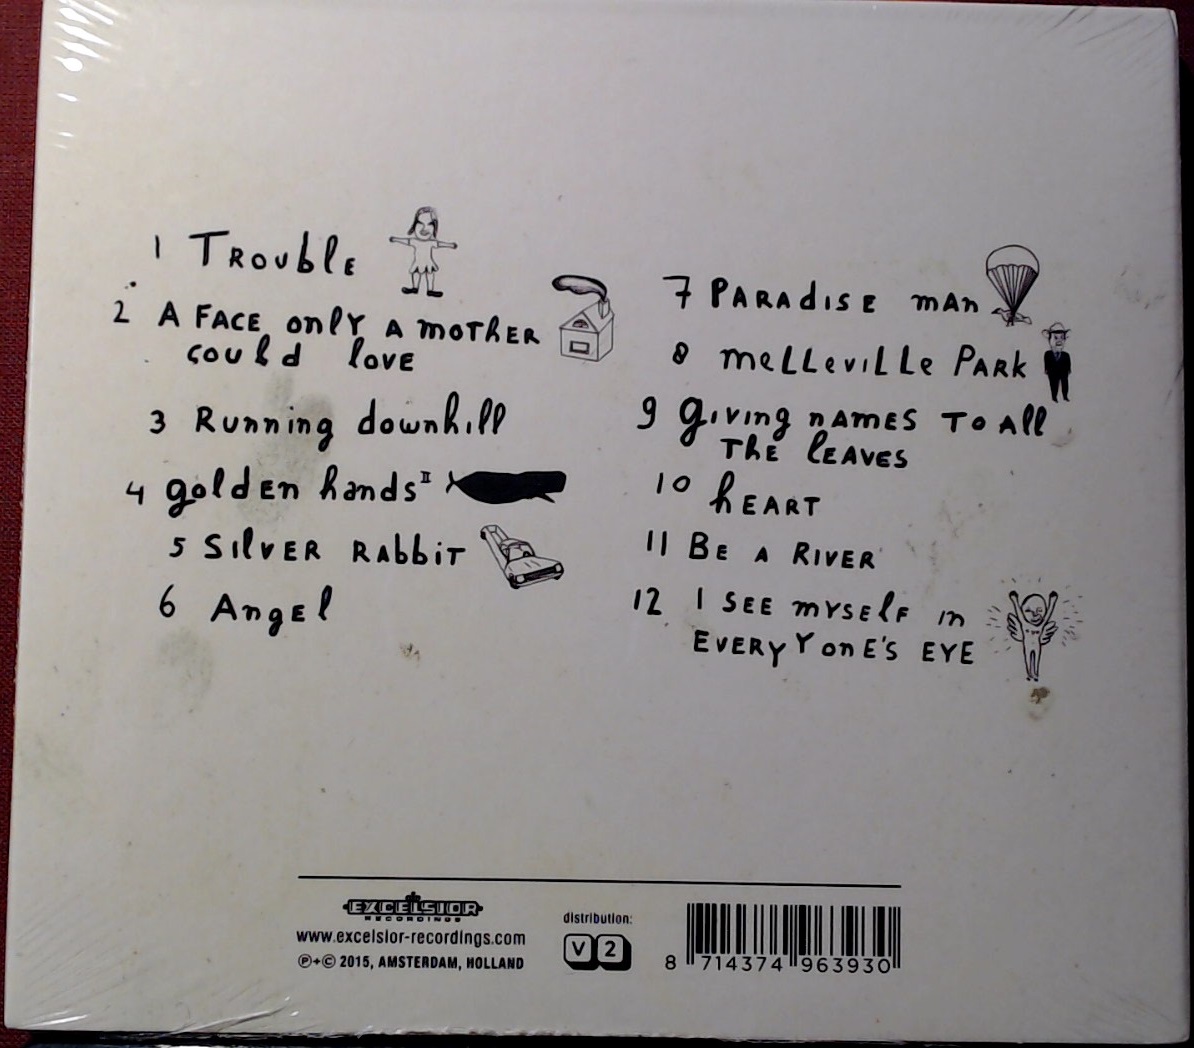 1 TRoublE
2 A FACE onlY A moTHER
could lovE
3 Running downhill
4 goldEn hands II
5 SIlvER RAbbiT
6 AngEl
7 PARAdISE mAn
8 mELLEvILLe PARk
9 gIvIng nAMES To All
THE lEAVES
10 hEART
11 BE A RIVER
12 I SEE mYSElF In
EVERYYonE'S EYE
EXCELSIOR
RECORDINGS
distribution:
www.excelsior-recordings.com
V 2
℗+© 2015, AMSTERDAM, HOLLAND
8 714374 963930